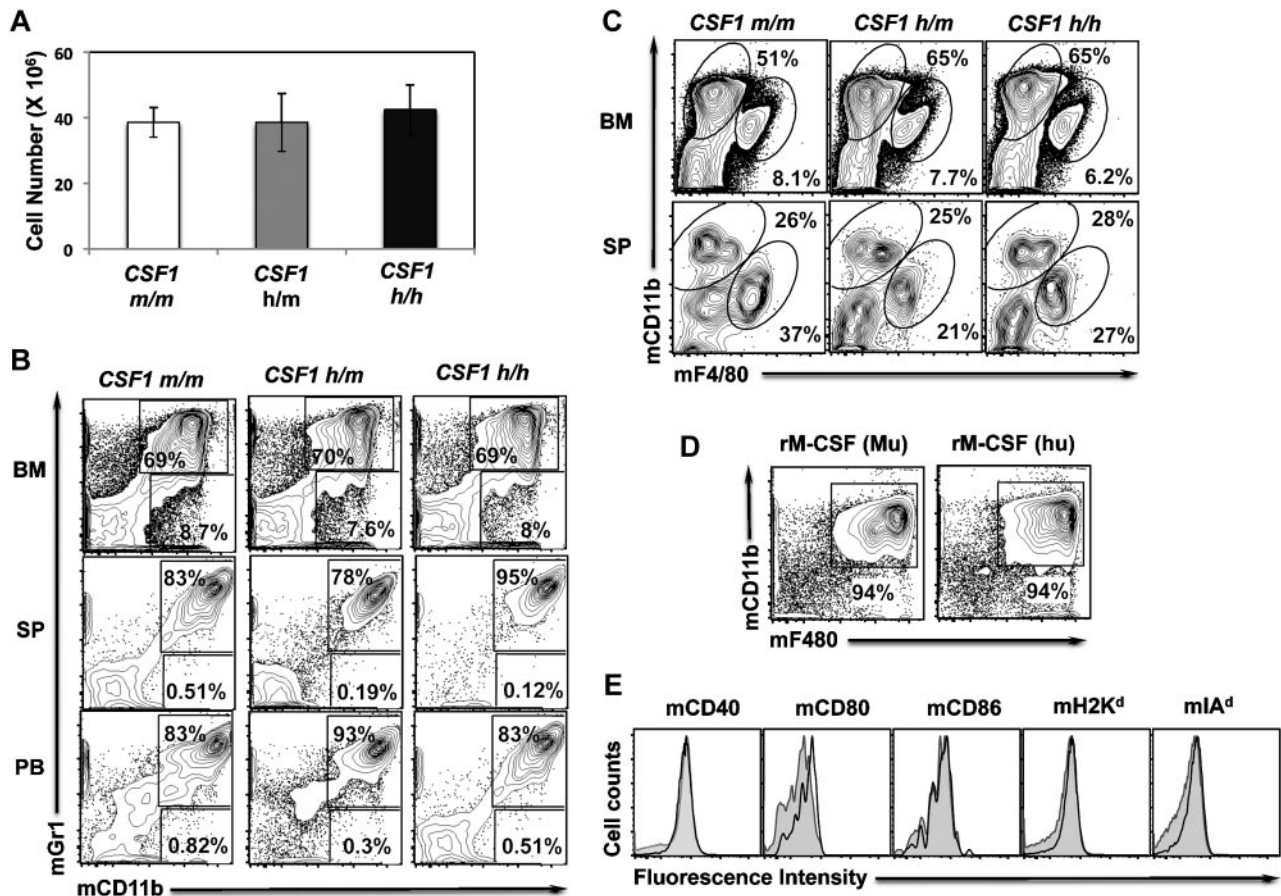 A
Cell Number (X 10⁶)
60
40
20
0
CSF1 m/m
CSF1 h/m
CSF1 h/h
B
CSF1 m/m CSF1 h/m CSF1 h/h
BM
69% 70% 69%
8.7% 7.6% 8%
SP
83% 78% 95%
0.51% 0.19% 0.12%
PB
83% 93% 83%
0.82% 0.3% 0.51%
mGr1
mCD11b
C
CSF1 m/m CSF1 h/m CSF1 h/h
BM
51% 65% 65%
8.1% 7.7% 6.2%
SP
26% 25% 28%
37% 21% 27%
mCD11b
mF4/80
D
rM-CSF (Mu) rM-CSF (hu)
mCD11b
94% 94%
mF480
E
mCD40 mCD80 mCD86 mH2Kᵈ mIAᵈ
Cell counts
Fluorescence Intensity